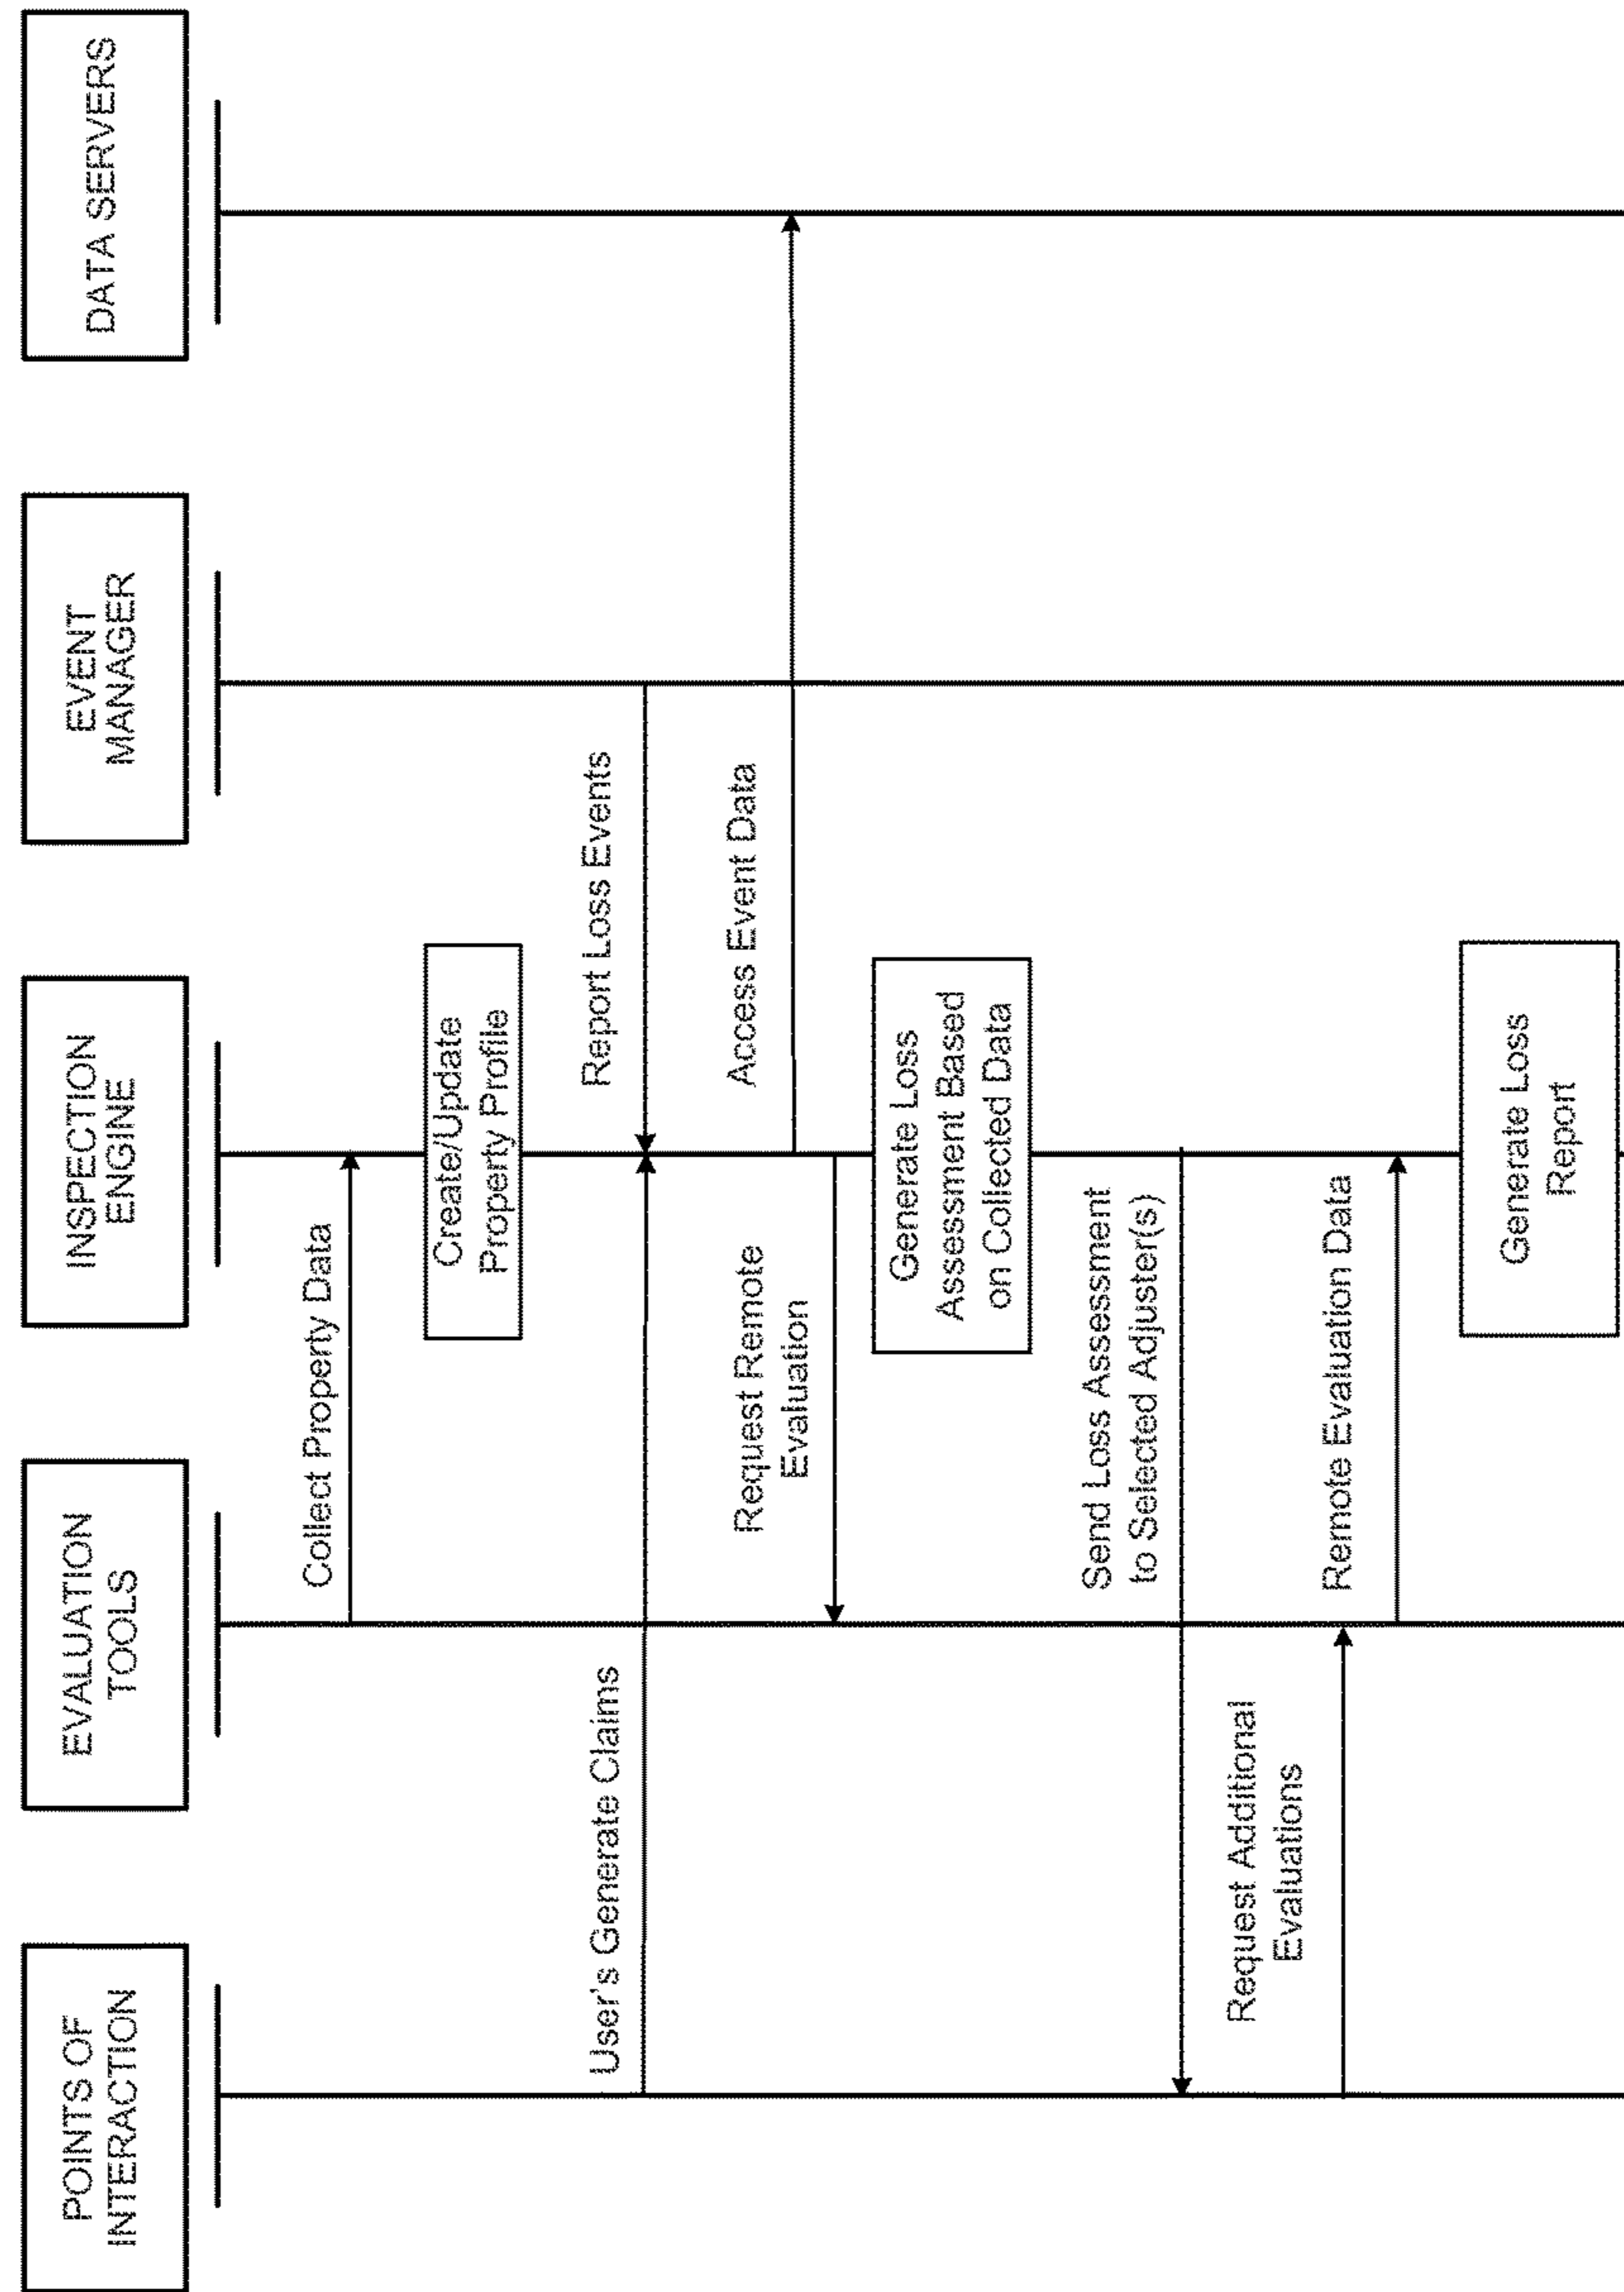 POINTS OF
INTERACTION
EVALUATION
TOOLS
INSPECTION
ENGINE
EVENT
MANAGER
DATA SERVERS
Collect Property Data
Create/Update
Property Profile
User's Generate Claims
Report Loss Events
Request Remote
Evaluation
Access Event Data
Generate Loss
Assessment Based
on Collected Data
Send Loss Assessment
to Selected Adjuster(s)
Request Additional
Evaluations
Remote Evaluation Data
Generate Loss
Report